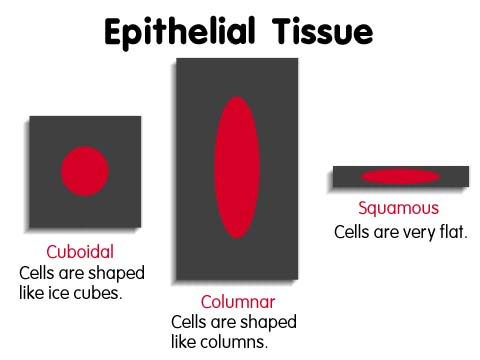 Epithelial Tissue
Cuboidal
Cells are shaped
like ice cubes.
Columnar
Cells are shaped
like columns.
Squamous
Cells are very flat.